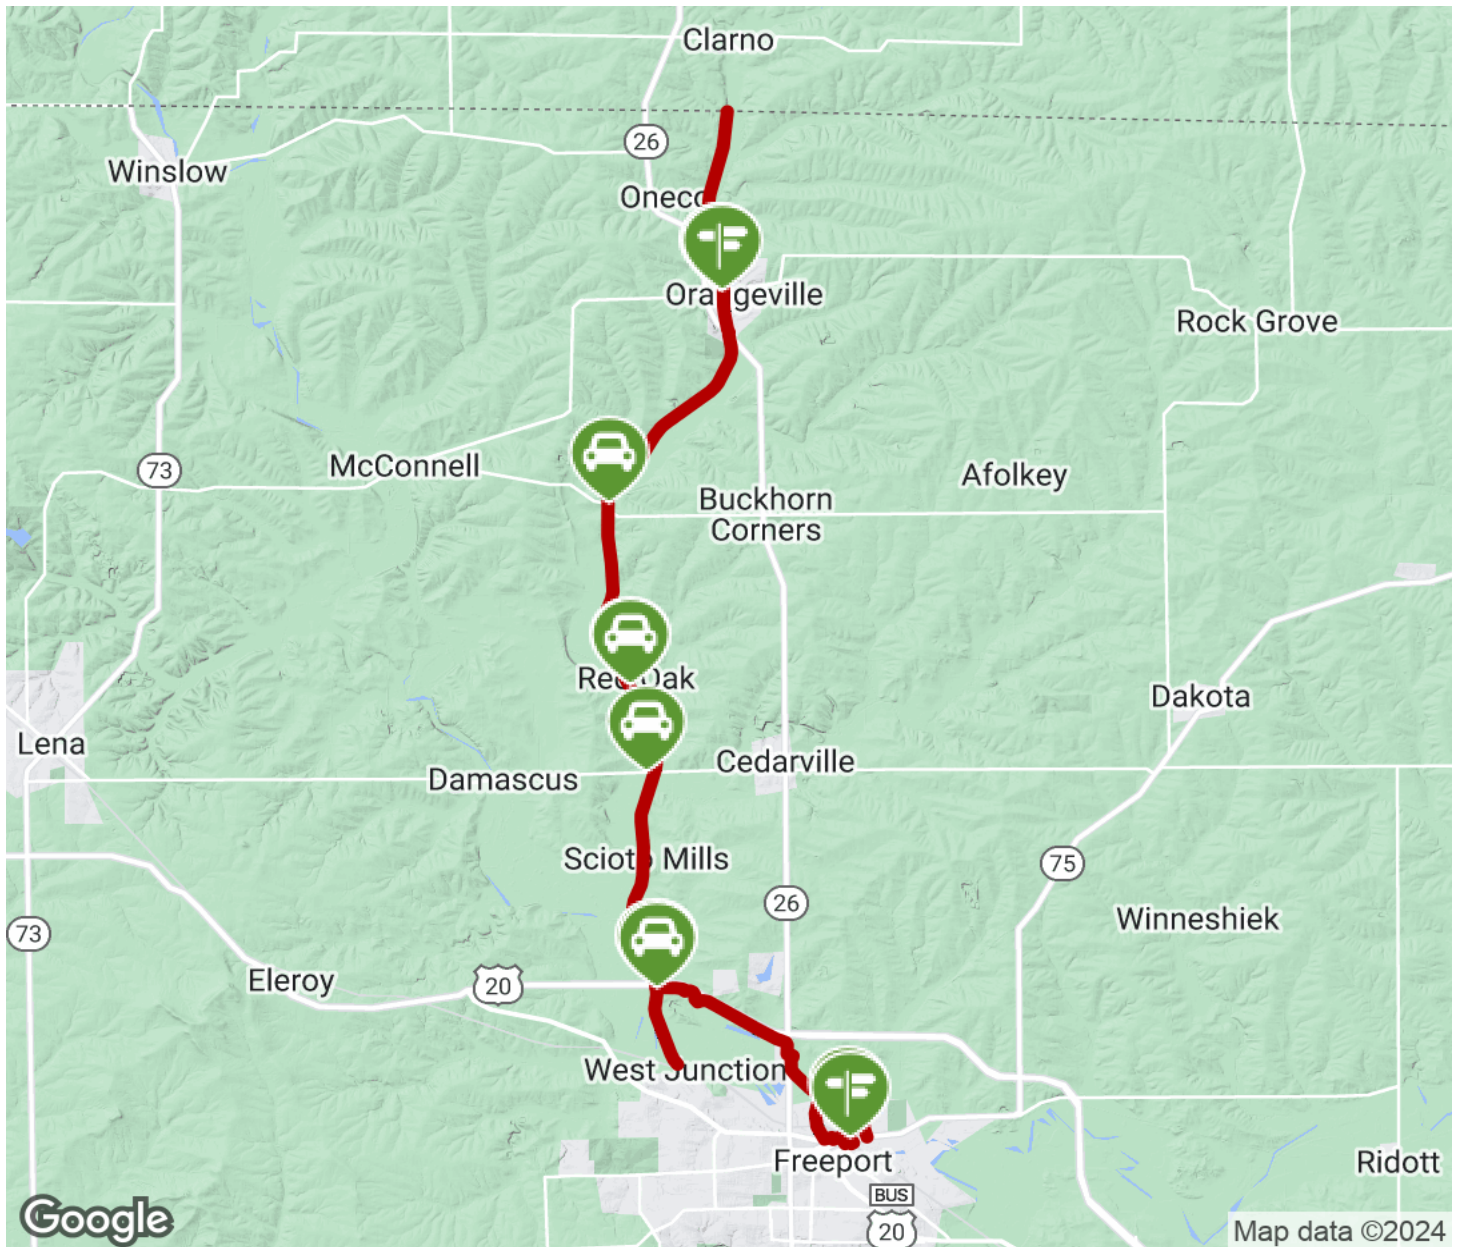 Clarno
26
Winslow
Oneco
Orangeville
Rock Grove
73
McConnell
Afolkey
Buckhorn
Corners
Red Oak
Dakota
Lena
Cedarville
Damascus
Scioto Mills
75
26
Winneshiek
73
Eleroy
20
West Junction
Freeport
Ridott
BUS
20
Google
Map data ©2024